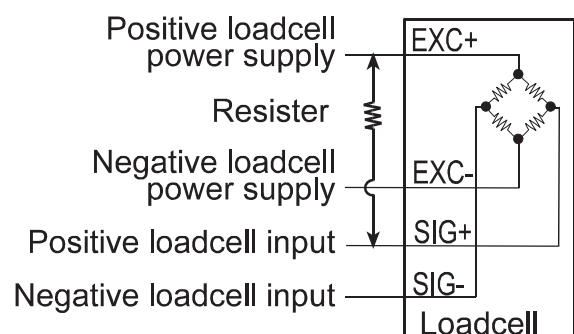 Positive loadcell
power supply
EXC+
Resister
Negative loadcell
power supply
EXC-
Positive loadcell input
SIG+
Negative loadcell input
SIG-
Loadcell